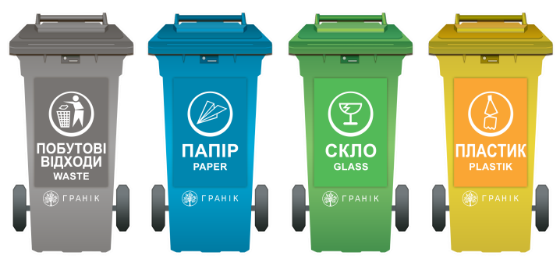 ПОБУТОВІ
ВІДХОДИ
WASTE
ГРАНІК
ПАПІР
PAPER
ГРАНІК
СКЛО
GLASS
ГРАНІК
ПЛАСТИК
PLASTIK
ГРАНІК